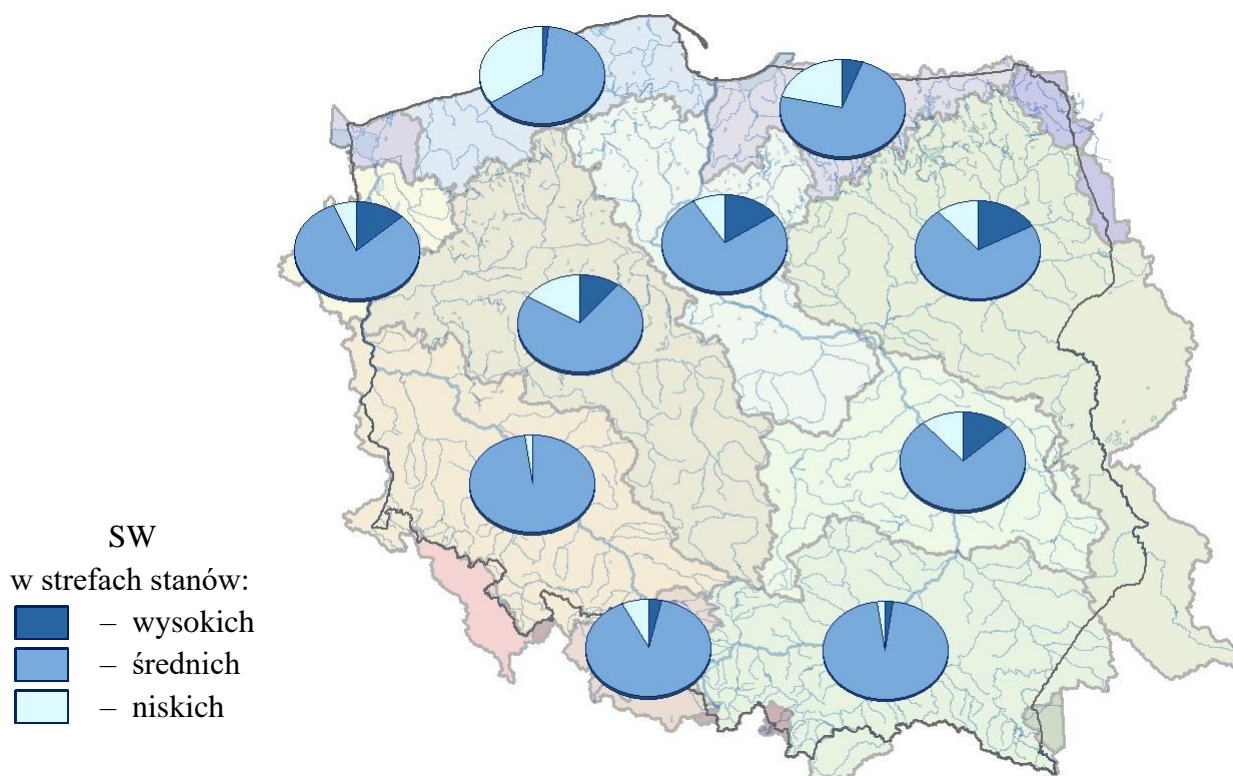 SW
w strefach stanów:
– wysokich
– średnich
– niskich